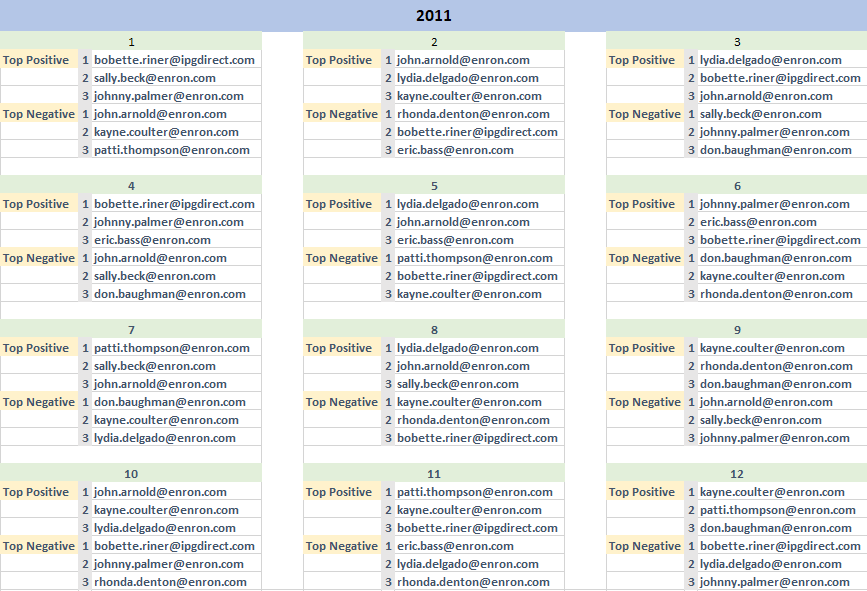 2011
1 2 3
Top Positive 1 bobette.riner@ipgdirect.com Top Positive 1 john.arnold@enron.com Top Positive 1 lydia.delgado@enron.com
2 sally.beck@enron.com 2 lydia.delgado@enron.com 2 bobette.riner@ipgdirect.com
3 johnny.palmer@enron.com 3 kayne.coulter@enron.com 3 john.arnold@enron.com
Top Negative 1 john.arnold@enron.com Top Negative 1 rhonda.denton@enron.com Top Negative 1 sally.beck@enron.com
2 kayne.coulter@enron.com 2 bobette.riner@ipgdirect.com 2 johnny.palmer@enron.com
3 patti.thompson@enron.com 3 eric.bass@enron.com 3 don.baughman@enron.com
4 5 6
Top Positive 1 bobette.riner@ipgdirect.com Top Positive 1 lydia.delgado@enron.com Top Positive 1 johnny.palmer@enron.com
2 johnny.palmer@enron.com 2 john.arnold@enron.com 2 eric.bass@enron.com
3 eric.bass@enron.com 3 eric.bass@enron.com 3 bobette.riner@ipgdirect.com
Top Negative 1 john.arnold@enron.com Top Negative 1 patti.thompson@enron.com Top Negative 1 don.baughman@enron.com
2 sally.beck@enron.com 2 bobette.riner@ipgdirect.com 2 kayne.coulter@enron.com
3 don.baughman@enron.com 3 kayne.coulter@enron.com 3 rhonda.denton@enron.com
7 8 9
Top Positive 1 patti.thompson@enron.com Top Positive 1 lydia.delgado@enron.com Top Positive 1 kayne.coulter@enron.com
2 sally.beck@enron.com 2 john.arnold@enron.com 2 rhonda.denton@enron.com
3 john.arnold@enron.com 3 sally.beck@enron.com 3 don.baughman@enron.com
Top Negative 1 don.baughman@enron.com Top Negative 1 kayne.coulter@enron.com Top Negative 1 john.arnold@enron.com
2 kayne.coulter@enron.com 2 rhonda.denton@enron.com 2 sally.beck@enron.com
3 lydia.delgado@enron.com 3 bobette.riner@ipgdirect.com 3 johnny.palmer@enron.com
10 11 12
Top Positive 1 john.arnold@enron.com Top Positive 1 patti.thompson@enron.com Top Positive 1 kayne.coulter@enron.com
2 kayne.coulter@enron.com 2 kayne.coulter@enron.com 2 patti.thompson@enron.com
3 lydia.delgado@enron.com 3 bobette.riner@ipgdirect.com 3 don.baughman@enron.com
Top Negative 1 bobette.riner@ipgdirect.com Top Negative 1 eric.bass@enron.com Top Negative 1 bobette.riner@ipgdirect.com
2 johnny.palmer@enron.com 2 lydia.delgado@enron.com 2 lydia.delgado@enron.com
3 rhonda.denton@enron.com 3 rhonda.denton@enron.com 3 johnny.palmer@enron.com